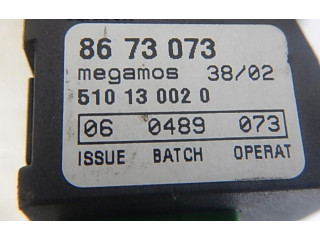 86 73 073
megamos 38/02
510 13 002 0
06 0489 073
ISSUE BATCH OPERAT